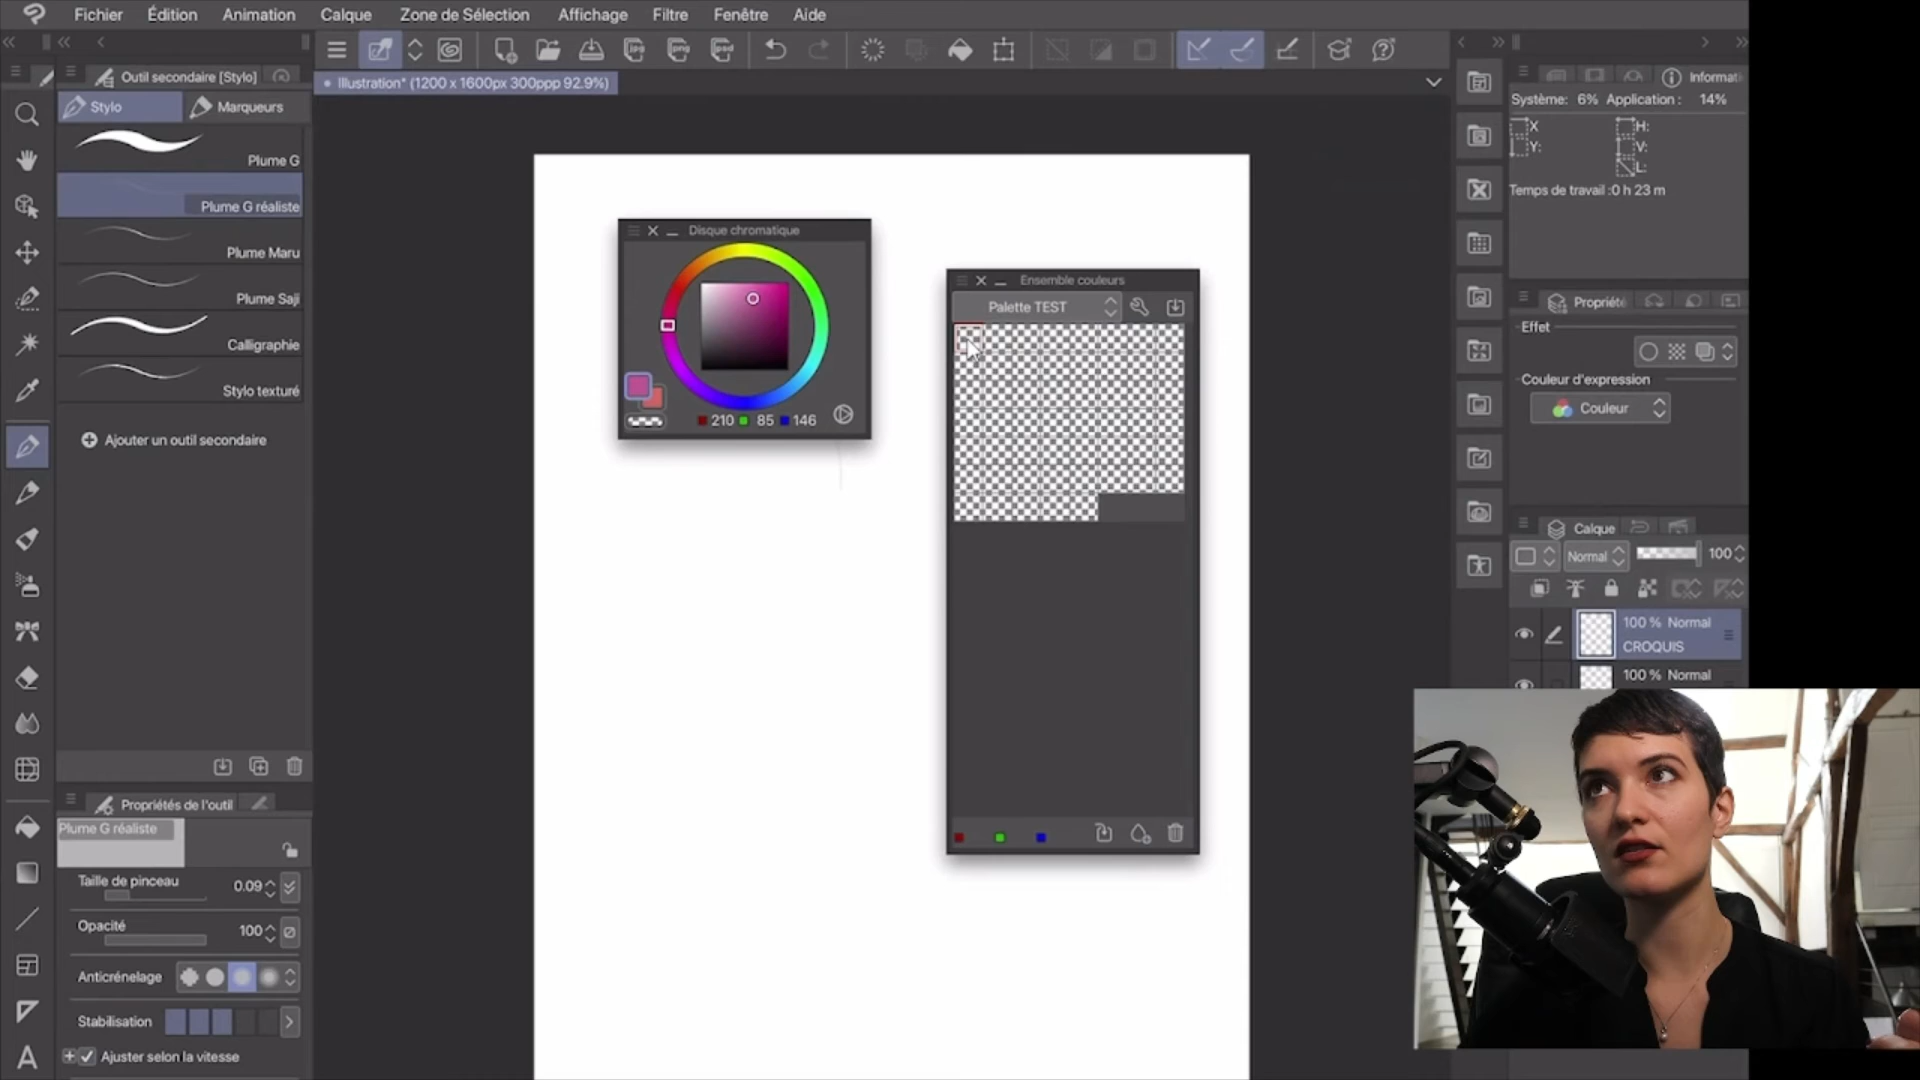 Fichier Édition Animation Calque Zone de Sélection Affichage Filtre Fenêtre Aide
Outil secondaire [Stylo]
Stylo Marqueurs
Plume G
Plume G réaliste
Plume Maru
Plume Saji
Calligraphie
Stylo texturé
Ajouter un outil secondaire
Propriétés de l'outil
Plume G réaliste
Taille de pinceau 0.09
Opacité 100
Anticrénelage
Stabilisation
Ajuster selon la vitesse
jpg png psd
Illustration* (1200 x 1600px 300ppp 92.9%)
Disque chromatique
210 85 146
Ensemble couleurs
Palette TEST
Informat
Système: 6% Application : 14%
X H:
Y: V:
L:
Temps de travail :0 h 23 m
Propriété
Effet
Couleur d'expression
Couleur
Calque
Normal 100
100 % Normal
CROQUIS
100 % Normal